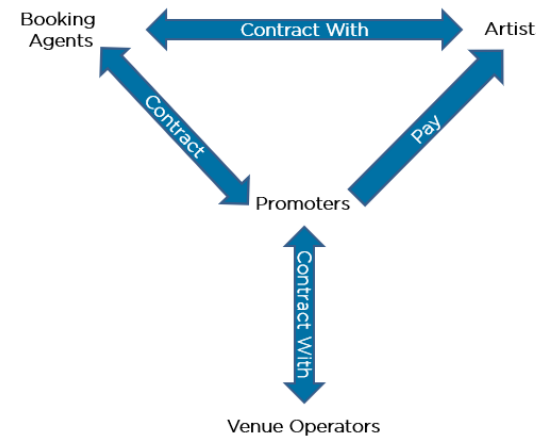 Booking
Agents
Contract With
Artist
Contract
Pay
Promoters
Contract With
Venue Operators